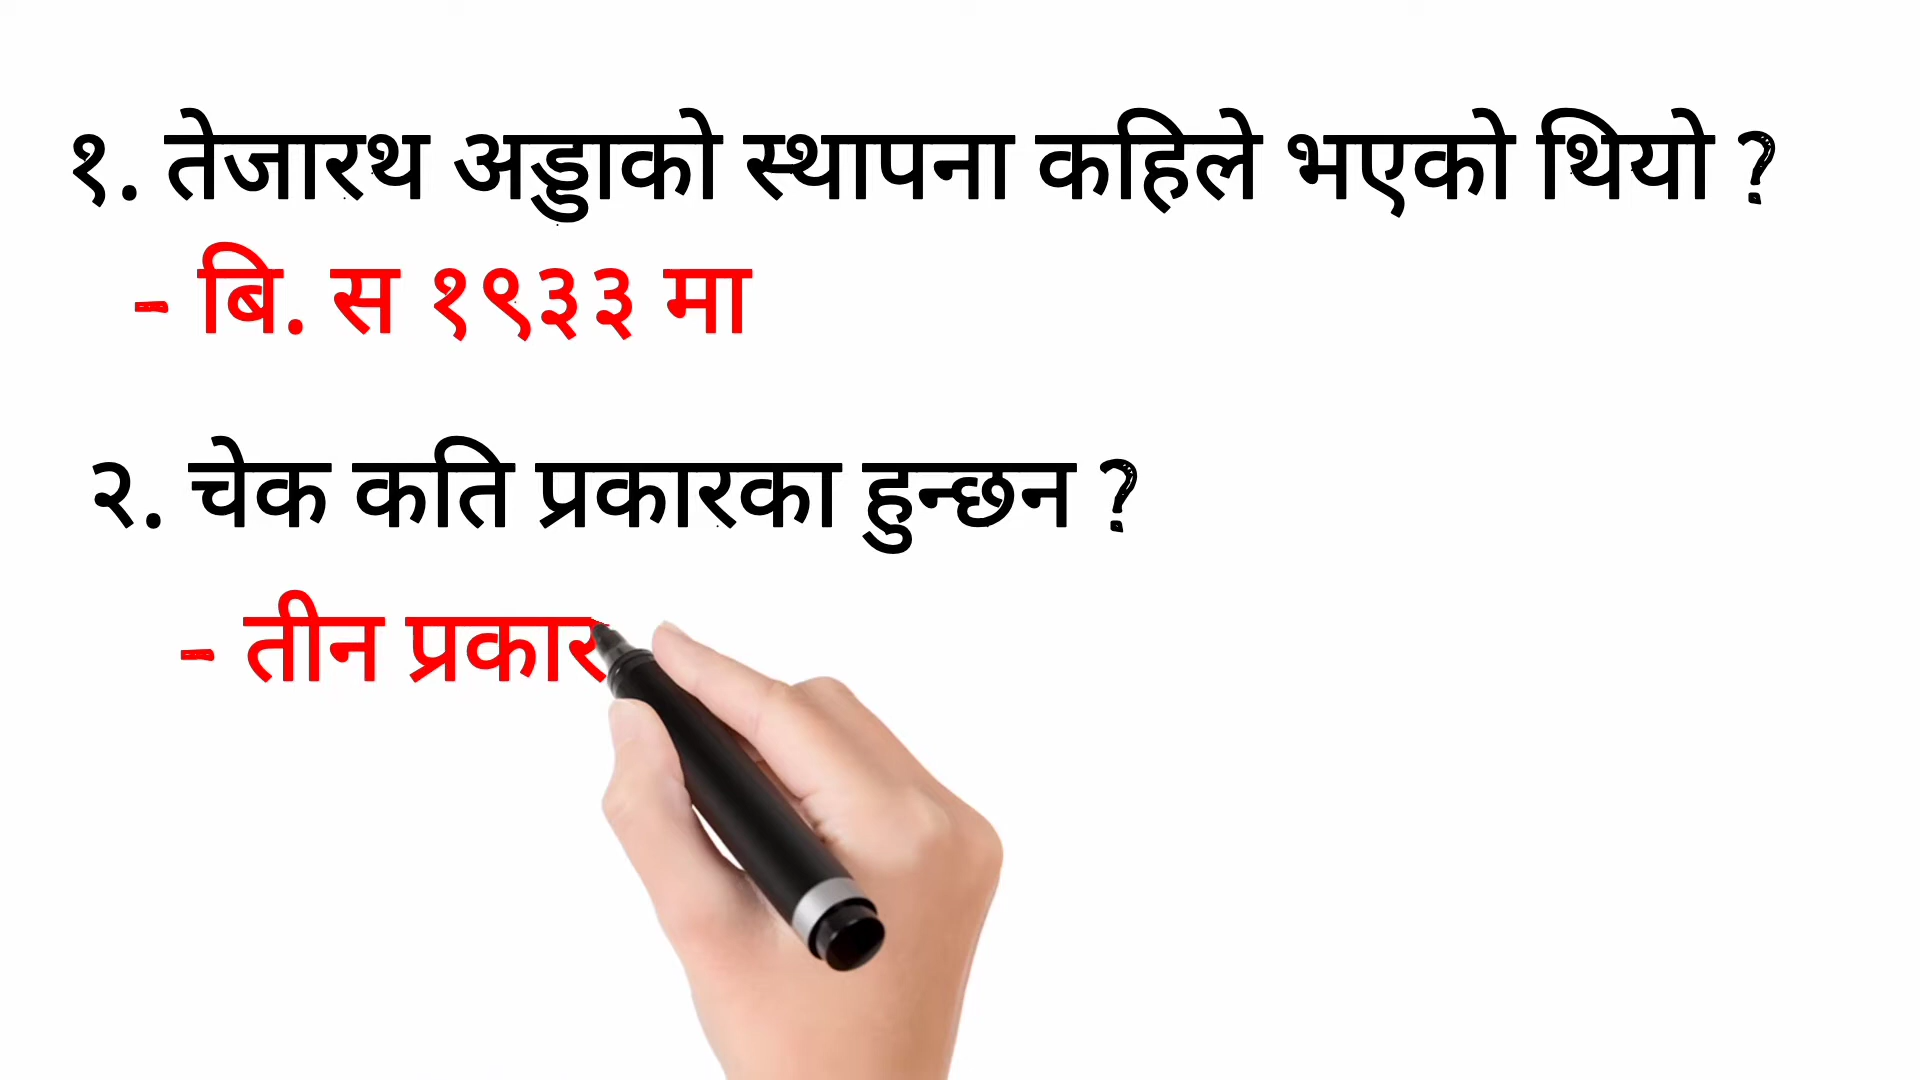 १. तेजारथ अड्डाको स्थापना कहिले भएको थियो ?
- बि. स १९३३ मा
२. चेक कति प्रकारका हुन्छन ?
- तीन प्रकार